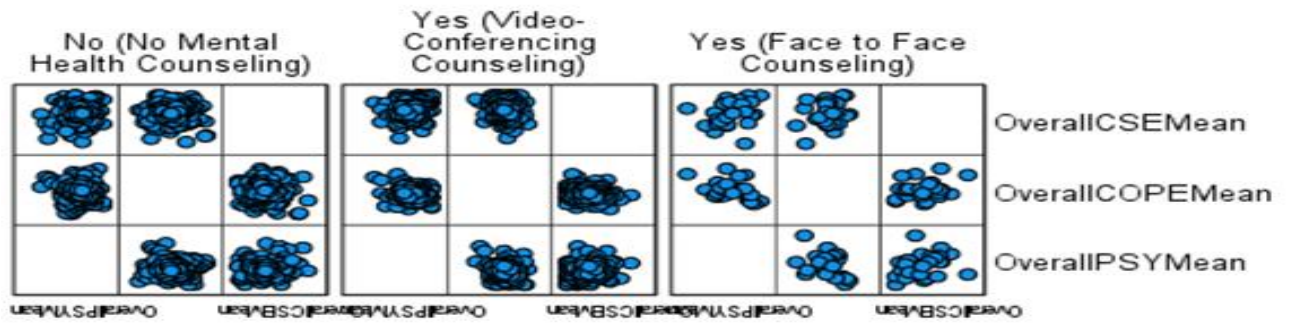 No (No Mental
Health Counseling)
Yes (Video-
Conferencing
Counseling)
Yes (Face to Face
Counseling)
OverallCSEMean
OverallCOPEMean
OverallPSYMean